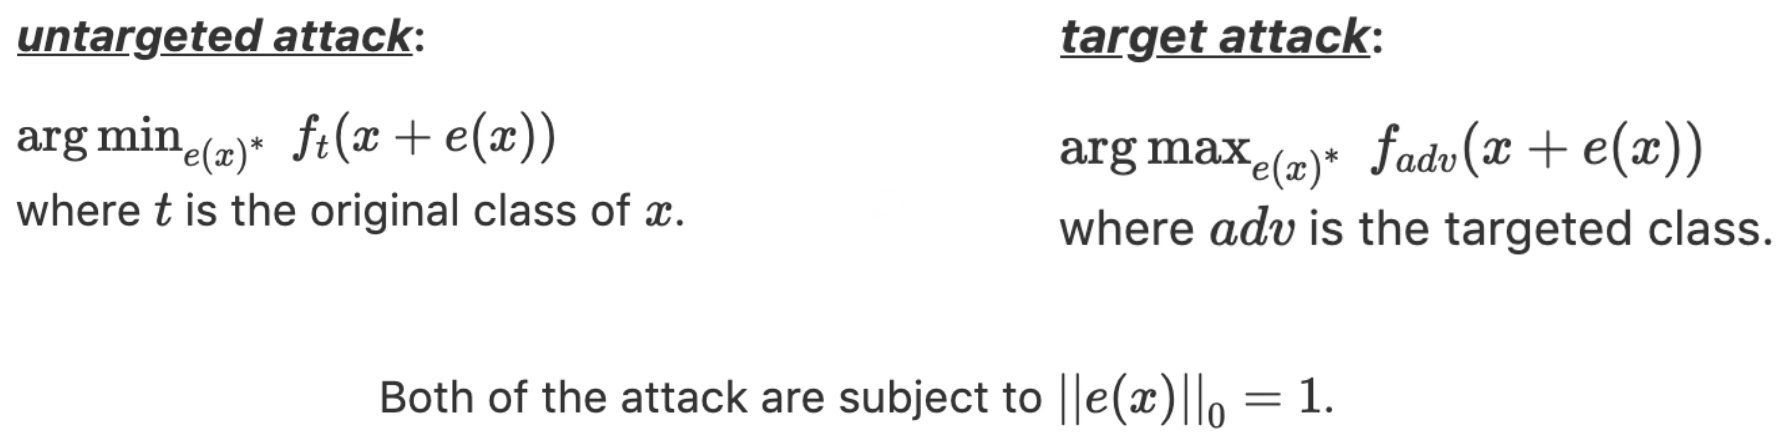 untargeted attack:
arg min_{e(x)*} f_t(x + e(x))
where t is the original class of x.
target attack:
arg max_{e(x)*} f_{adv}(x + e(x))
where adv is the targeted class.
Both of the attack are subject to ||e(x)||_0 = 1.